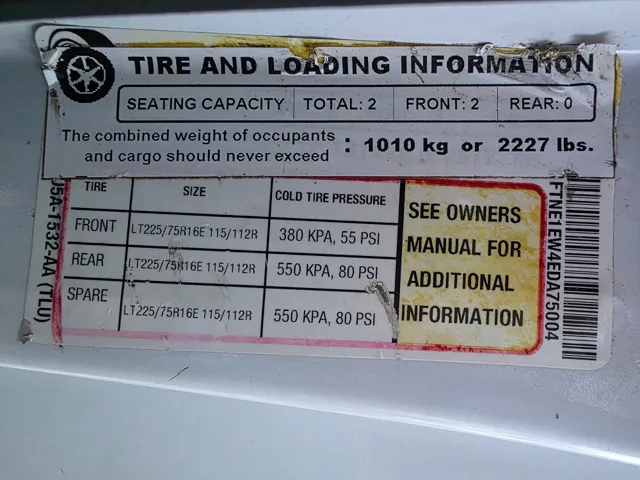 TIRE AND LOADING INFORMATION
SEATING CAPACITY TOTAL: 2 FRONT: 2 REAR: 0
The combined weight of occupants
and cargo should never exceed : 1010 kg or 2227 lbs.
TIRE SIZE COLD TIRE PRESSURE
FRONT LT225/75R16E 115/112R 380 KPA, 55 PSI
REAR LT225/75R16E 115/112R 550 KPA, 80 PSI
SPARE LT225/75R16E 115/112R 550 KPA, 80 PSI
SEE OWNERS
MANUAL FOR
ADDITIONAL
INFORMATION
U5A-1532-AA (TLU)
FTNE1EW4EDA75004